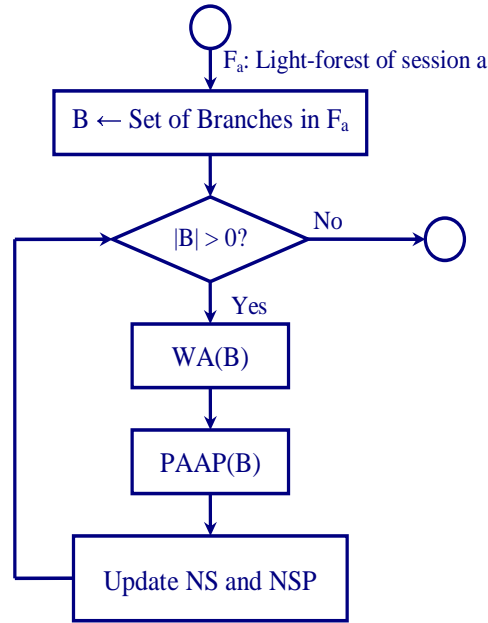 Fₐ: Light-forest of session a
B ← Set of Branches in Fₐ
|B| > 0?
No
Yes
WA(B)
PAAP(B)
Update NS and NSP